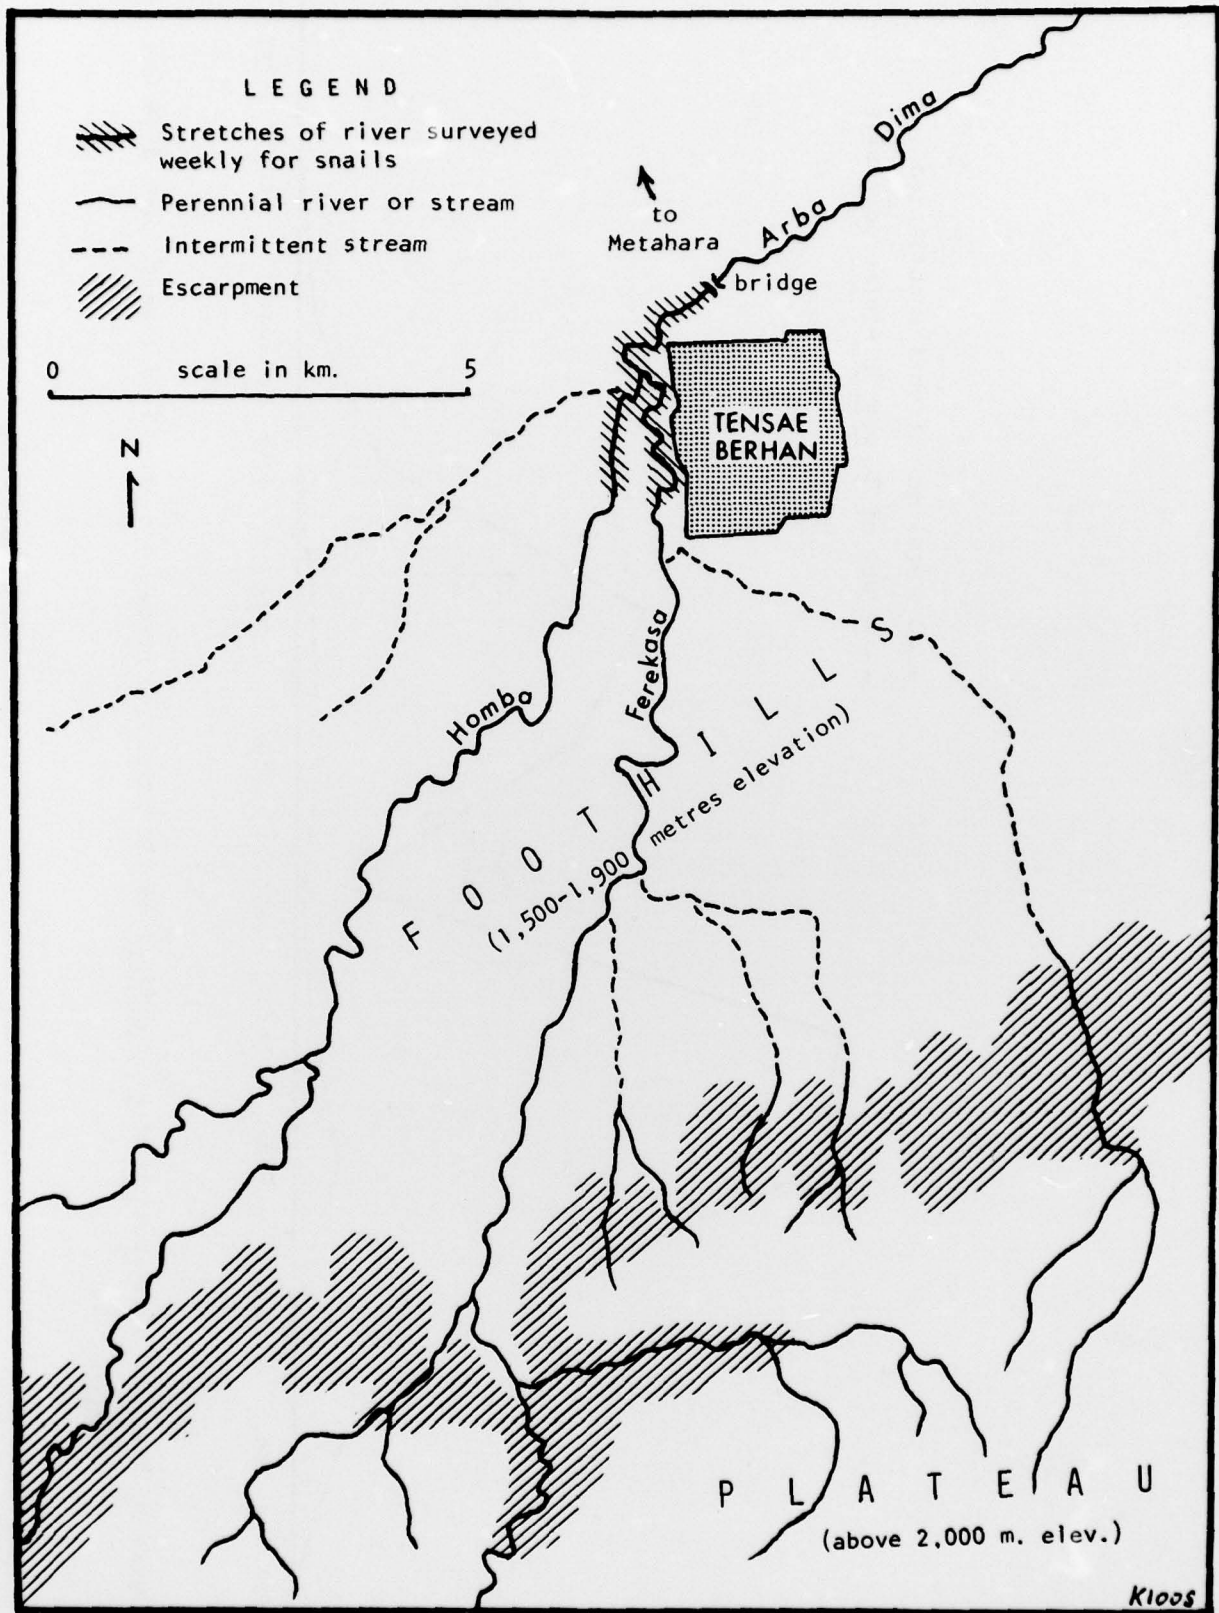 LEGEND
Stretches of river surveyed
weekly for snails
Perennial river or stream
Intermittent stream
Escarpment
0 scale in km. 5
N
to
Metahara
bridge
Arba Dima
TENSAE
BERHAN
Homba
Ferekasa
FOOTHILLS
(1,500-1,900 metres elevation)
PLATEAU
(above 2,000 m. elev.)
Kloos